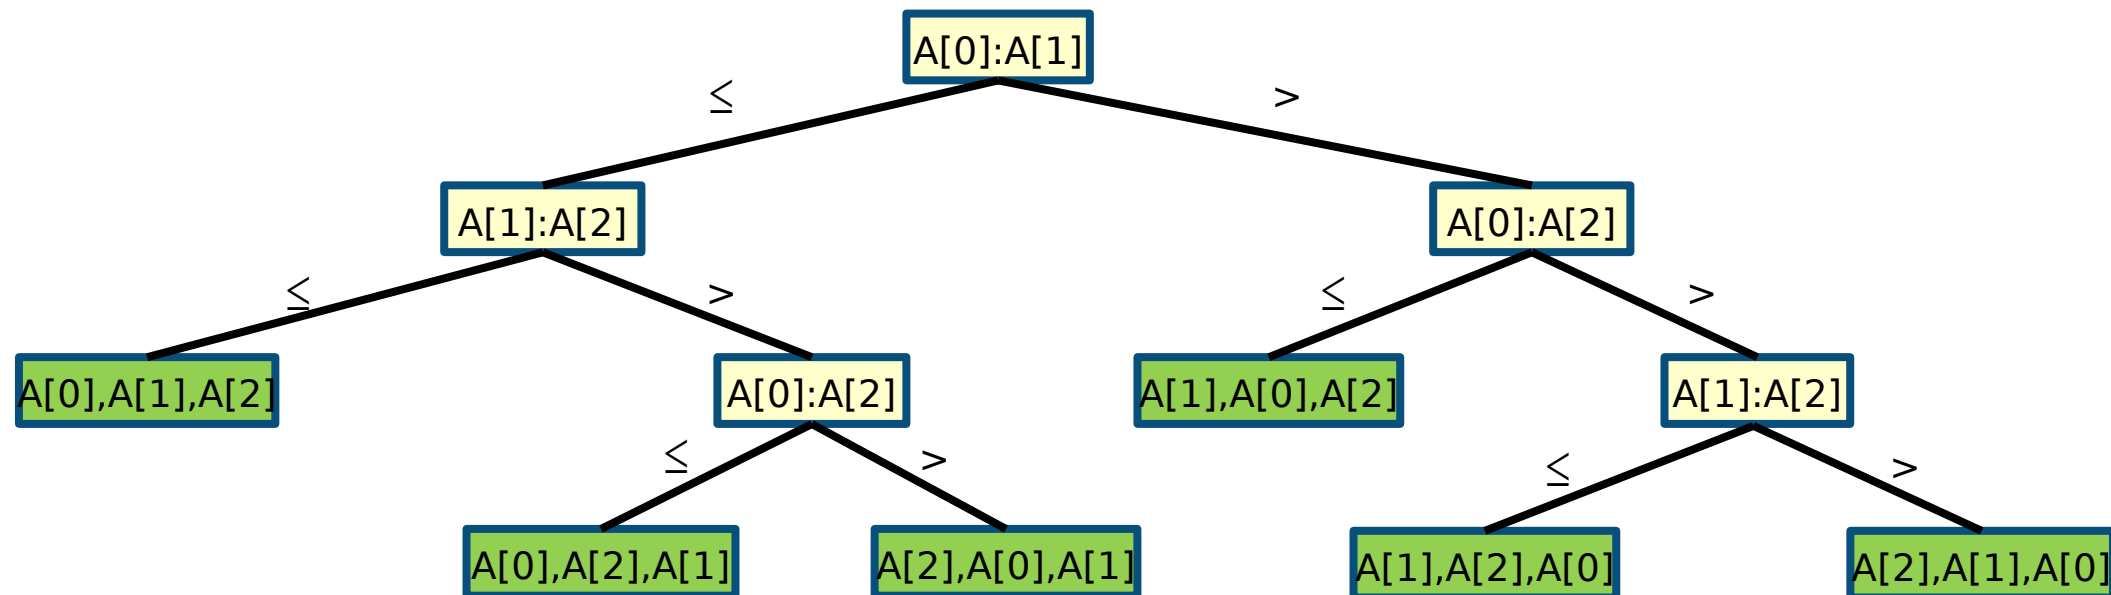 A[0]:A[1]
≤
>
A[1]:A[2]
A[0]:A[2]
≤
>
≤
>
A[0],A[1],A[2]
A[0]:A[2]
A[1],A[0],A[2]
A[1]:A[2]
≤
>
≤
>
A[0],A[2],A[1]
A[2],A[0],A[1]
A[1],A[2],A[0]
A[2],A[1],A[0]